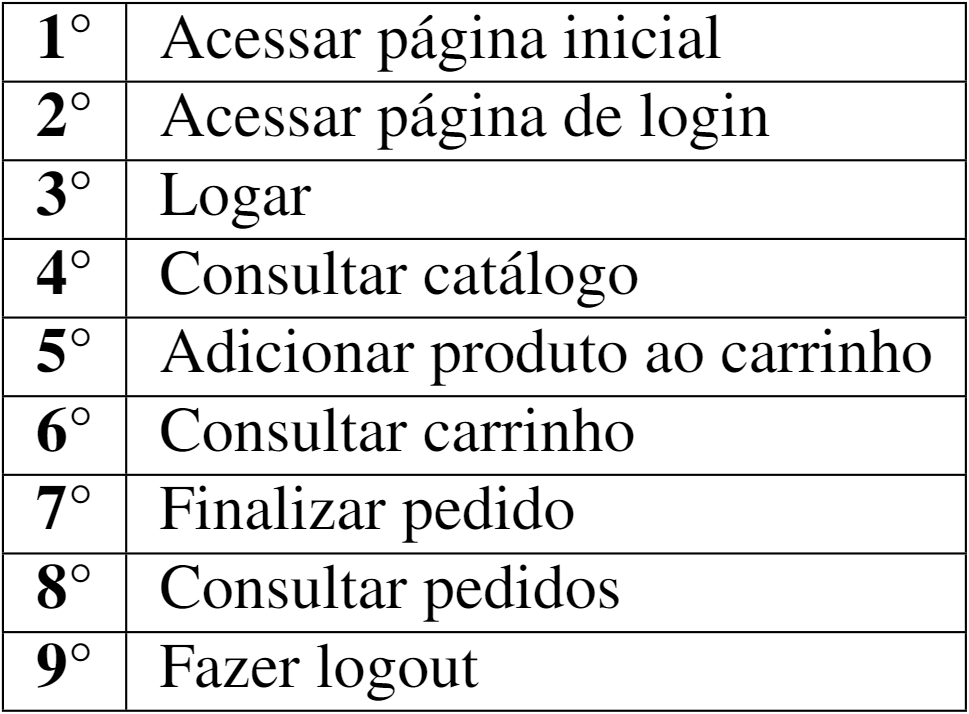 1° Acessar página inicial
2° Acessar página de login
3° Logar
4° Consultar catálogo
5° Adicionar produto ao carrinho
6° Consultar carrinho
7° Finalizar pedido
8° Consultar pedidos
9° Fazer logout